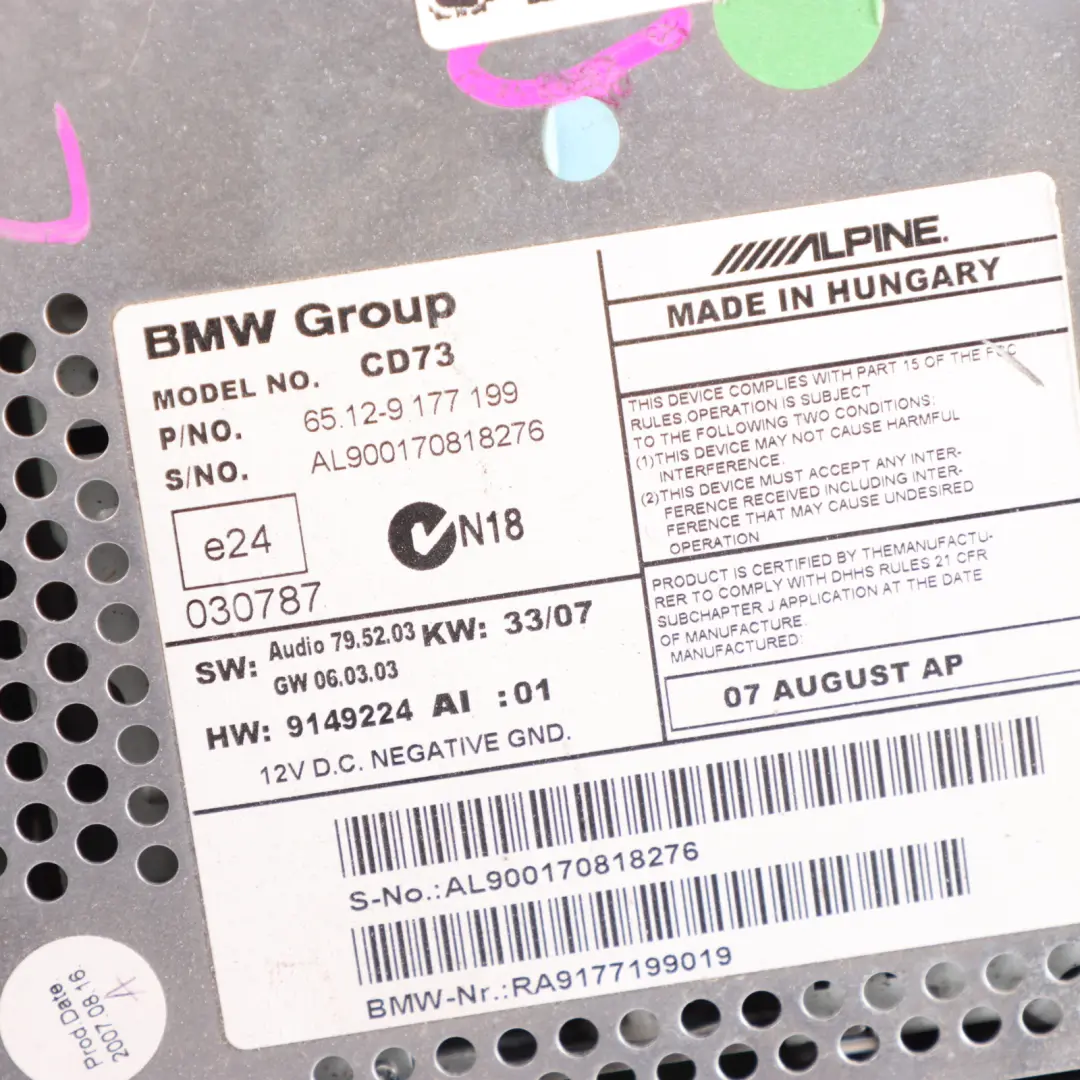 BMW Group
MODEL NO. CD73
P/NO. 65.12-9 177 199
S/NO. AL900170818276
e24
N18
030787
SW: Audio 79.52.03 KW: 33/07
GW 06.03.03
HW: 9149224 AI :01
12V D.C. NEGATIVE GND.
ALPINE.
MADE IN HUNGARY
THIS DEVICE COMPLIES WITH PART 15 OF THE FCC
RULES.OPERATION IS SUBJECT
TO THE FOLLOWING TWO CONDITIONS:
(1)THIS DEVICE MAY NOT CAUSE HARMFUL
INTERFERENCE.
(2)THIS DEVICE MUST ACCEPT ANY INTER-
FERENCE RECEIVED INCLUDING INTER-
FERENCE THAT MAY CAUSE UNDESIRED
OPERATION
PRODUCT IS CERTIFIED BY THEMANUFACTU-
RER TO COMPLY WITH DHHS RULES 21 CFR
SUBCHAPTER J APPLICATION AT THE DATE
OF MANUFACTURE.
MANUFACTURED:
07 AUGUST AP
S-No.:AL900170818276
BMW-Nr.:RA9177199019
Prod Date
2007.08.16.
A